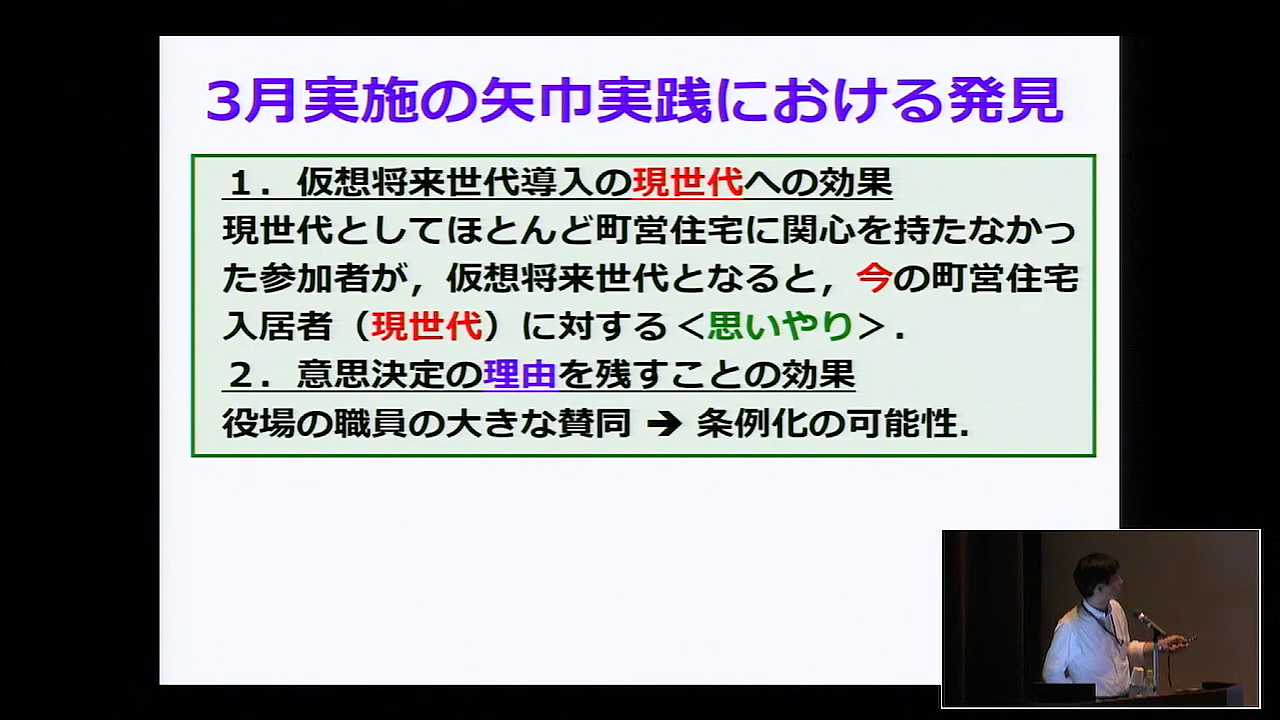 3月実施の矢巾実践における発見
１．仮想将来世代導入の現世代への効果
現世代としてほとんど町営住宅に関心を持たなかっ
た参加者が，仮想将来世代となると，今の町営住宅
入居者（現世代）に対する＜思いやり＞．
２．意思決定の理由を残すことの効果
役場の職員の大きな賛同 ➔ 条例化の可能性．